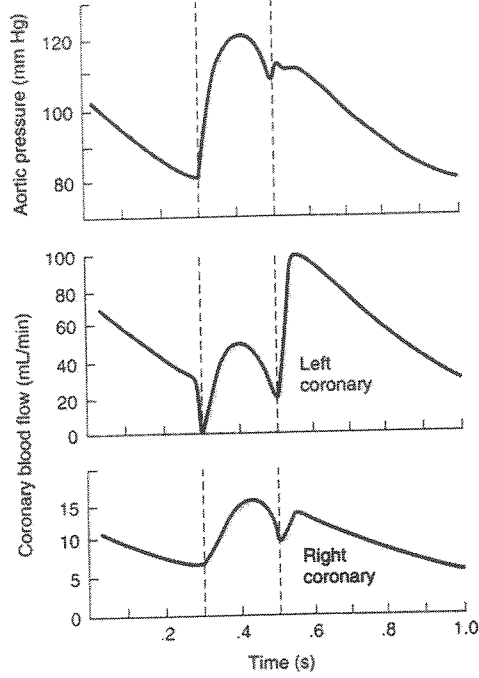 Aortic pressure (mm Hg)
120
100
80
Coronary blood flow (mL/min)
100
80
60
40
20
0
Left
coronary
15
10
5
0
Right
coronary
.2
.4
.6
.8
1.0
Time (s)